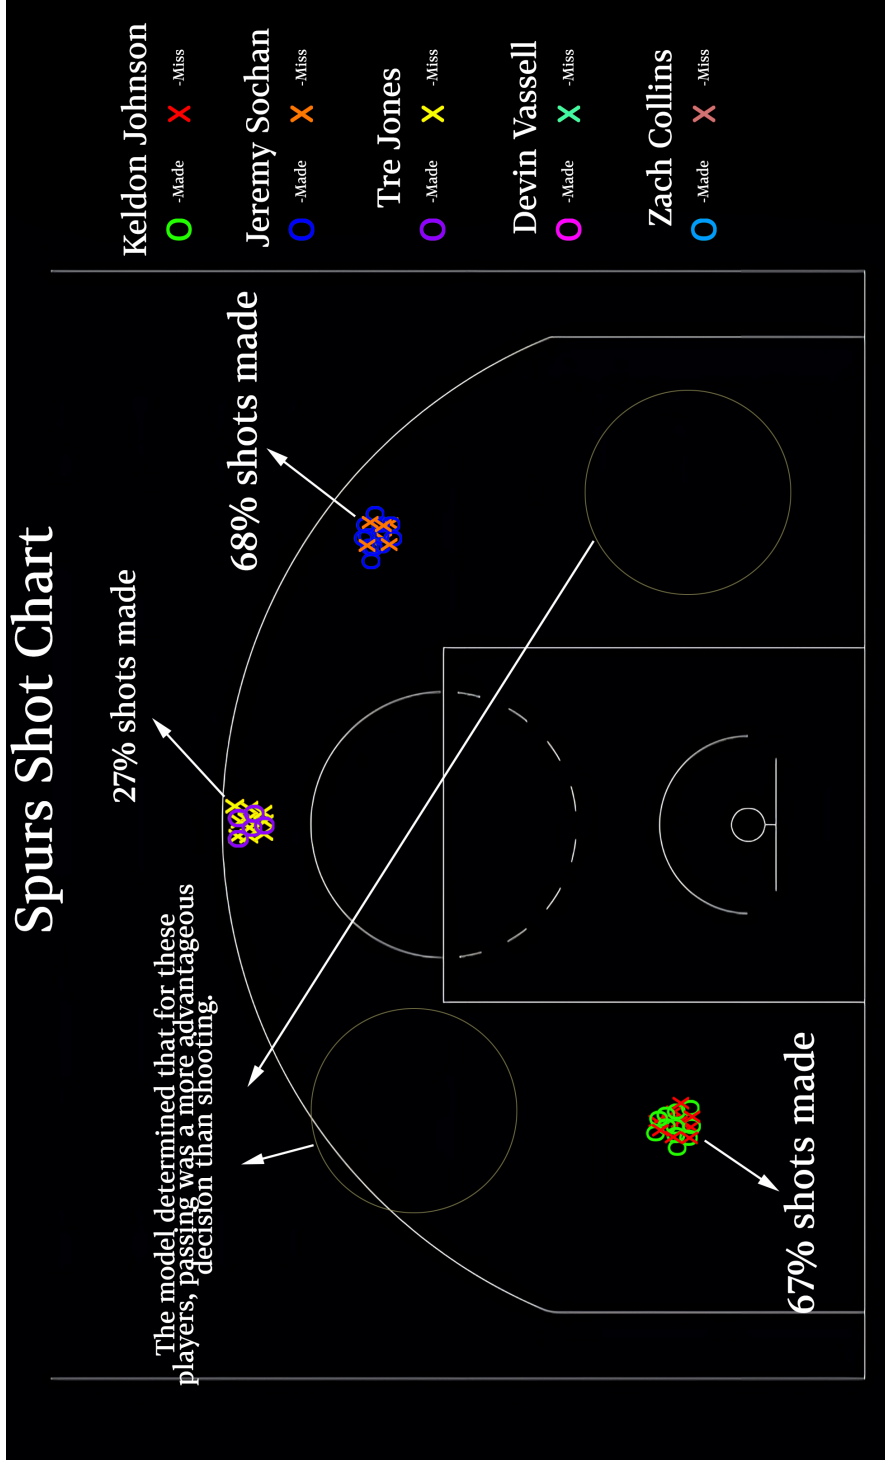 Spurs Shot Chart
27% shots made
68% shots made
The model determined that for these
players, passing was a more advantageous
decision than shooting.
67% shots made
Keldon Johnson
O -Made X -Miss
Jeremy Sochan
O -Made X -Miss
Tre Jones
O -Made X -Miss
Devin Vassell
O -Made X -Miss
Zach Collins
O -Made X -Miss